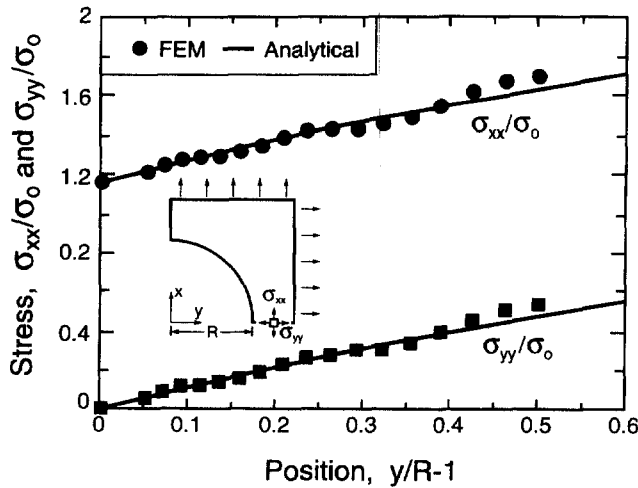 2
FEM
Analytical
1.6
σxx/σo
1.2
0.2
x
y
σxx
R
σyy
0.4
σyy/σo
0
0
0.1
0.2
0.3
0.4
0.5
0.6
Position, y/R-1
Stress, σxx/σo and σyy/σo